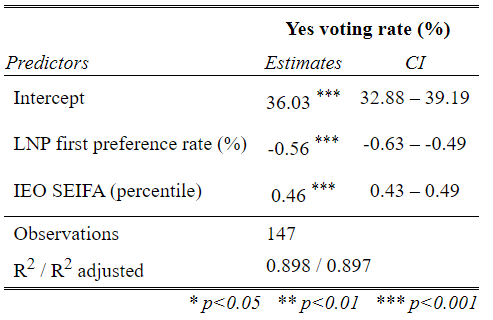 Yes voting rate (%)
Predictors Estimates CI
Intercept 36.03 *** 32.88 – 39.19
LNP first preference rate (%) -0.56 *** -0.63 – -0.49
IEO SEIFA (percentile) 0.46 *** 0.43 – 0.49
Observations 147
R2 / R2 adjusted 0.898 / 0.897
* p<0.05 ** p<0.01 *** p<0.001